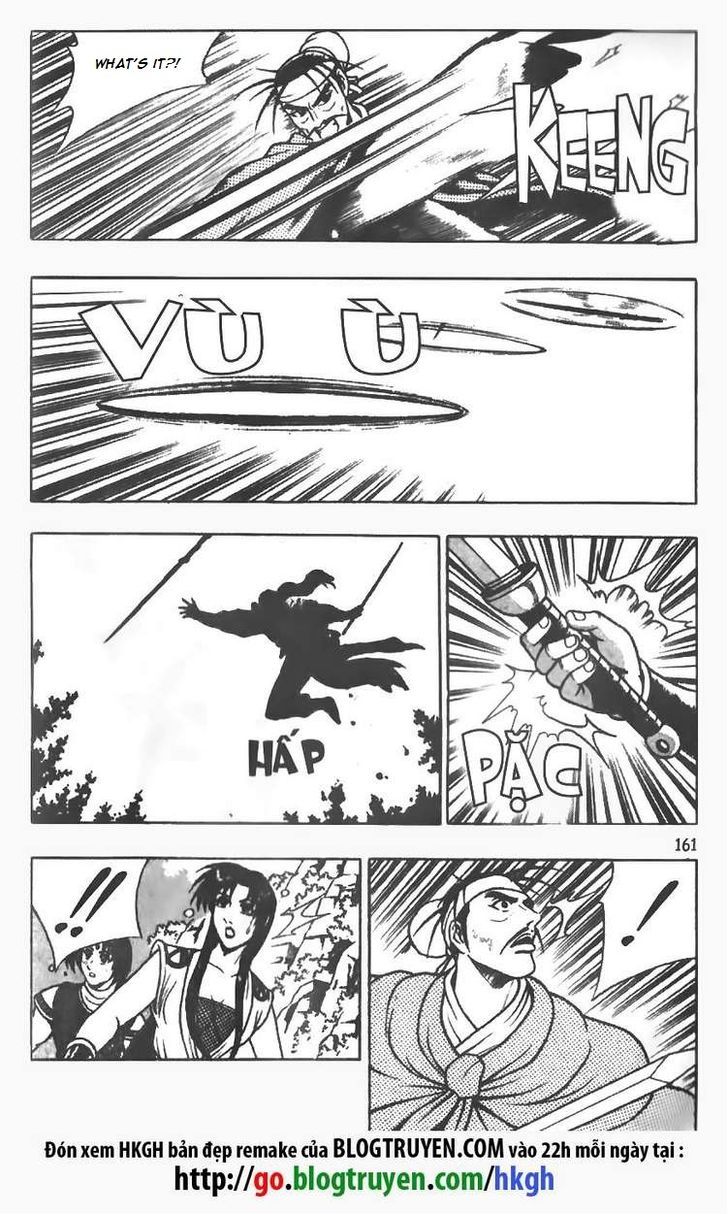 WHAT'S IT?!
KEENG
VÙ Ù
HẤP
PẶC
161
!!
!
Đón xem HKGH bản đẹp remake của BLOGTRUYEN.COM vào 22h mỗi ngày tại :
http://go.blogtruyen.com/hkgh